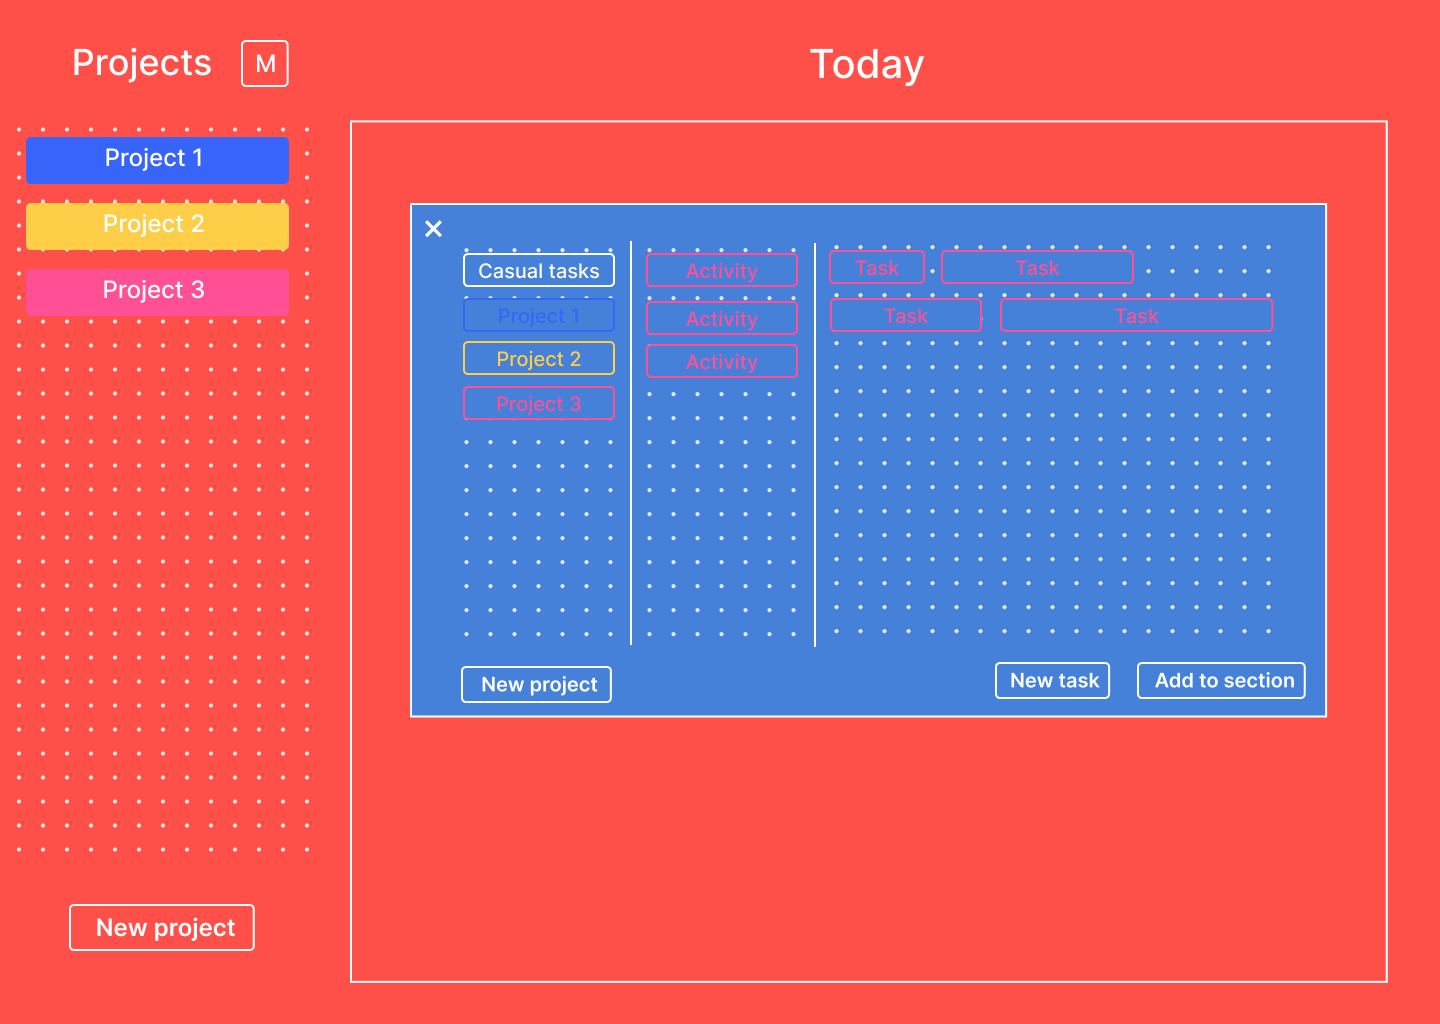 Projects
M
Today
Project 1
Project 2
Project 3
New project
Casual tasks
Project 1
Project 2
Project 3
Activity
Activity
Activity
Task
Task
Task
Task
New project
New task
Add to section